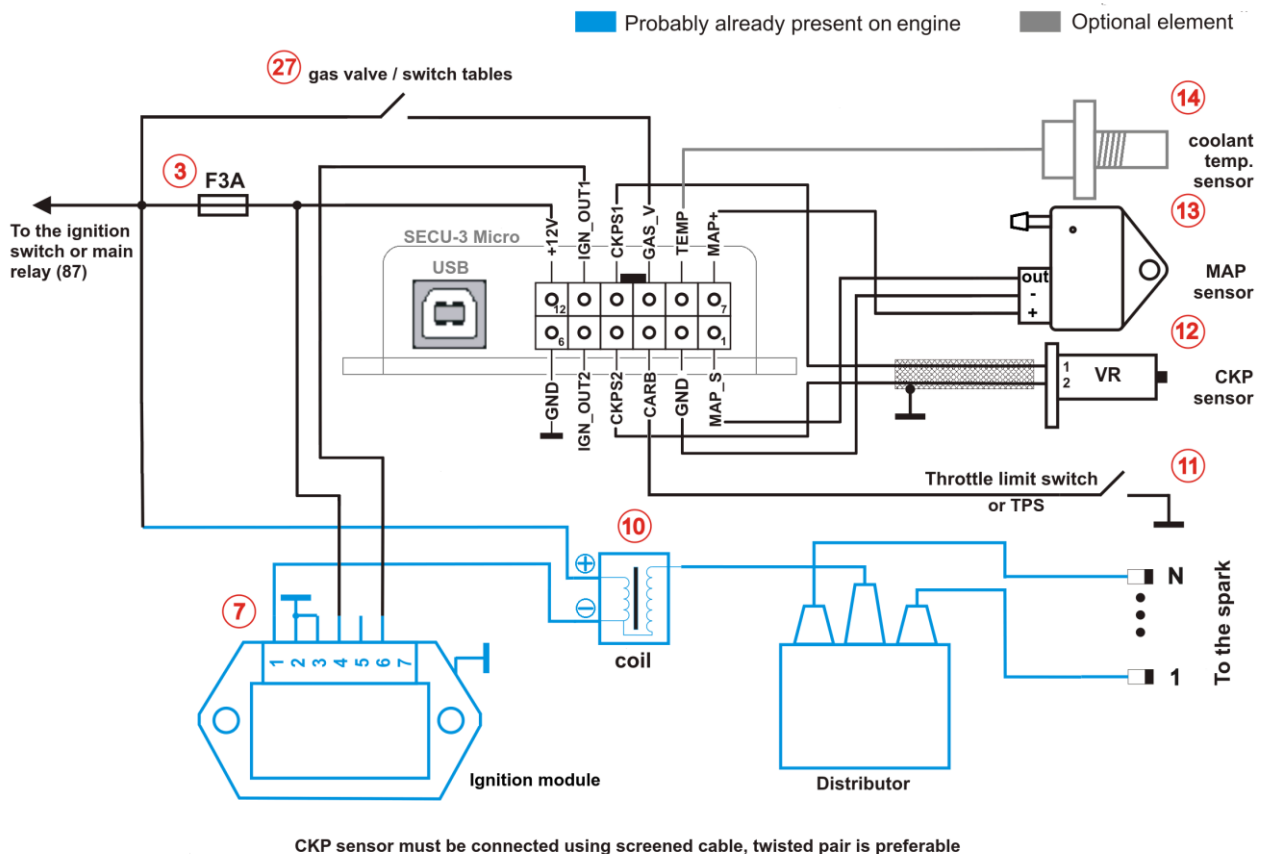 Probably already present on engine
Optional element
27
gas valve / switch tables
14
coolant
temp.
sensor
3
F3A
To the ignition
switch or main
relay (87)
SECU-3 Micro
USB
+12V
IGN_OUT1
CKPS1
GAS_V
TEMP
MAP+
12
7
6
1
GND
IGN_OUT2
CKPS2
CARB
GND
MAP_S
13
out
-
+
MAP
sensor
12
1
2
VR
CKP
sensor
11
Throttle limit switch
or TPS
10
+
−
coil
7
1
2
3
4
5
6
7
Ignition module
Distributor
N
1
To the spark
CKP sensor must be connected using screened cable, twisted pair is preferable